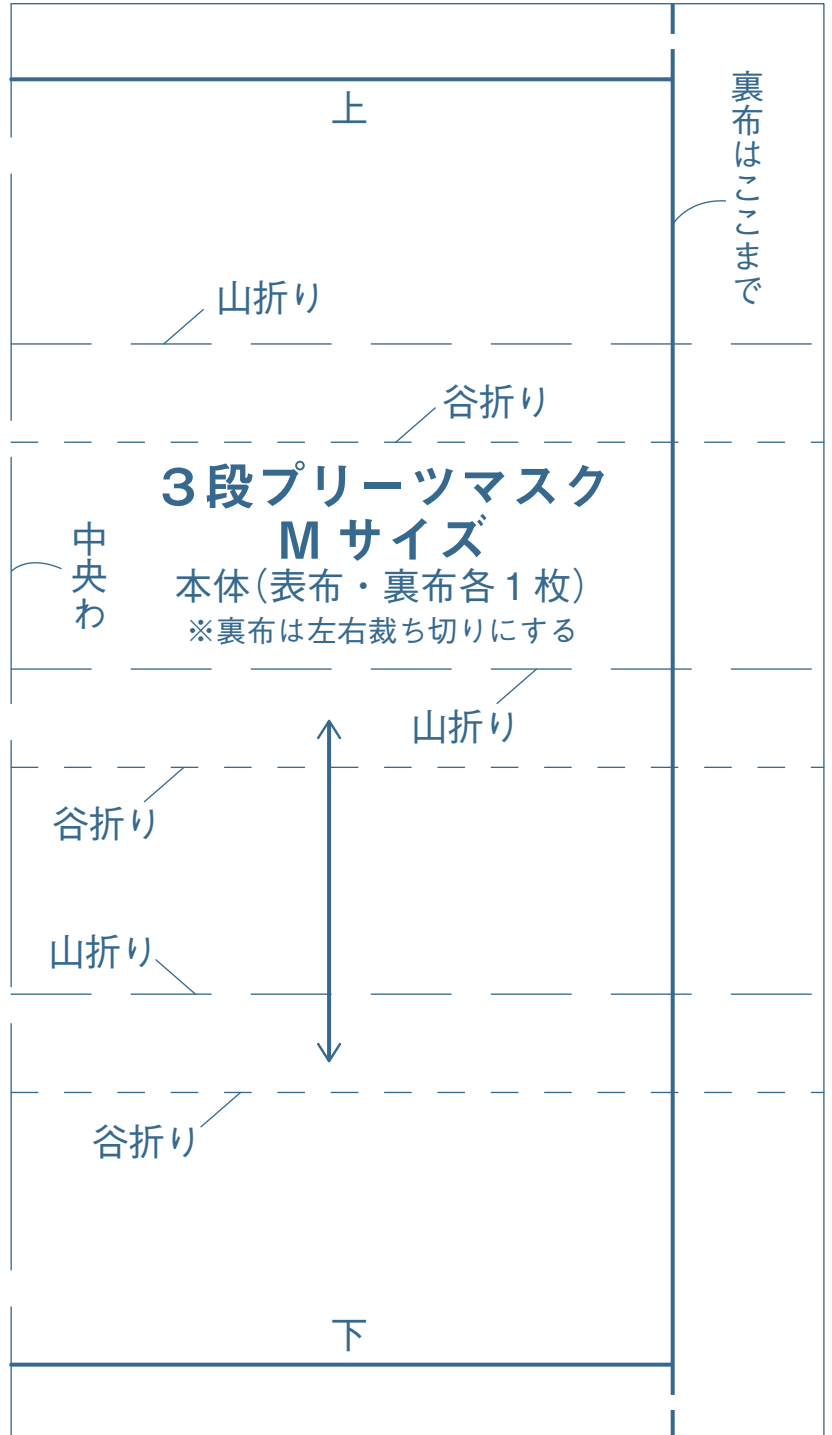 上
裏布はここまで
山折り
谷折り
３段プリーツマスク
M サイズ
中央わ
本体（表布・裏布各１枚）
※裏布は左右裁ち切りにする
山折り
谷折り
山折り
谷折り
下